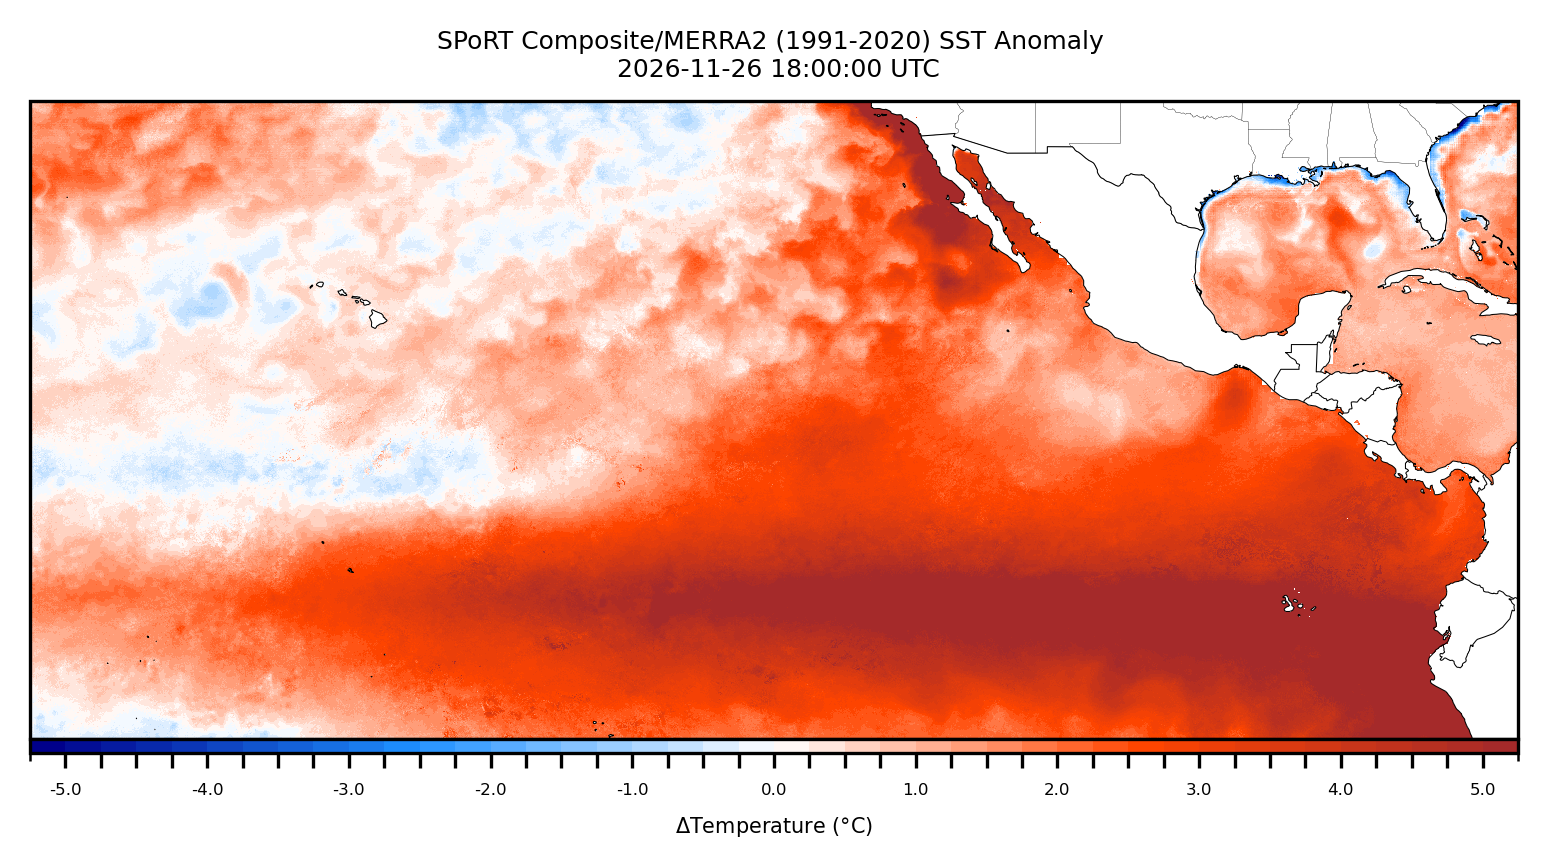 SPoRT Composite/MERRA2 (1991-2020) SST Anomaly
2026-11-26 18:00:00 UTC
-5.0 -4.0 -3.0 -2.0 -1.0 0.0 1.0 2.0 3.0 4.0 5.0
ΔTemperature (°C)